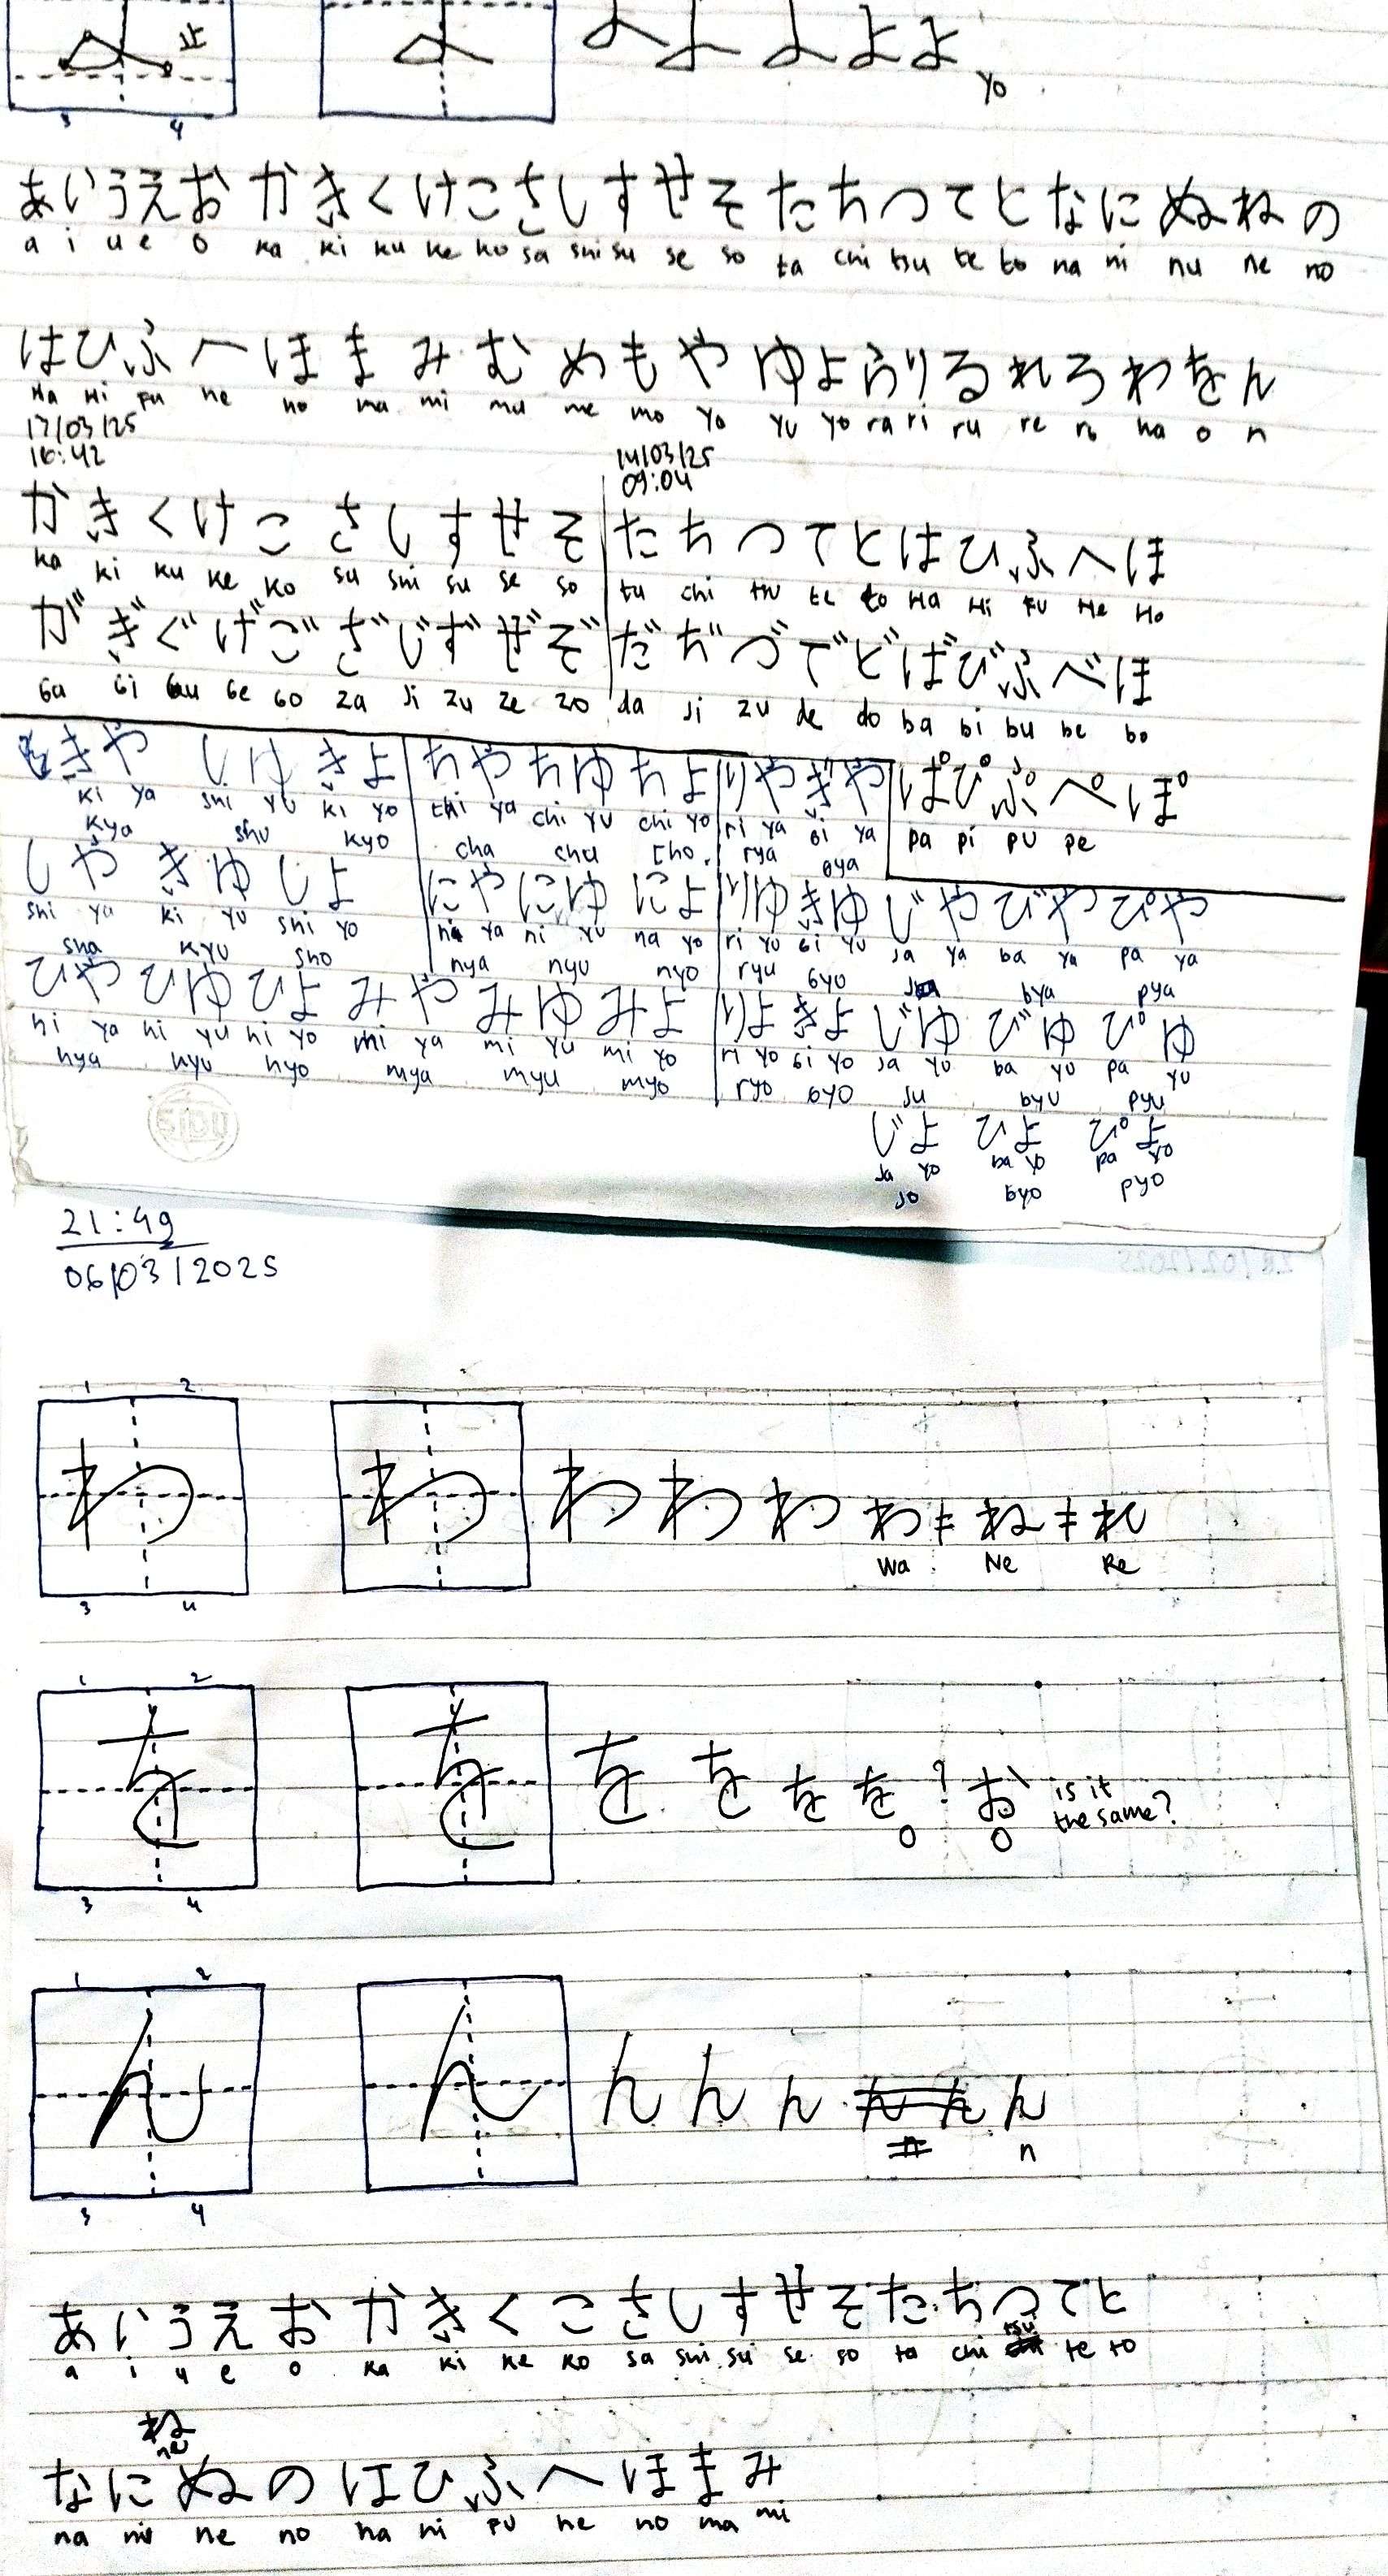 止
3 4
よ よ よ よ よ
yo
あいうえおかきくけこさしすせそたちつてとなにぬねの
a i u e o ka ki ku ke ko sa shi su se so ta chi tsu te to na ni nu ne no
はひふへほまみむめもやゆよらりるれろわをん
Ha Hi Fu he ho ma mi mu me mo ya yu yo ra ri ru re ro wa o n
17/03/25
16:42
14/03/25
09:04
かきくけこさしすせそ たちつてとはひふへほ
ka ki ku ke ko sa shi su se so ta chi tsu te to Ha Hi Fu He Ho
がぎぐげござじずぜぞ だぢづでどばびぶべほ
Ga Gi Gu Ge Go za Ji zu ze zo da Ji zu de do ba bi bu be bo
きや しゆ きよ ちや ちゆ ちよ りや ぎや ぱぴぷぺぽ
ki ya shi yu ki yo chi ya chi yu chi yo ri ya Gi ya pa pi pu pe
kya shu kyo cha chu cho rya Gya
しや きゆ しよ にや にゆ によ りゆ ぎゆ じや びや ぴや
shi ya ki yu shi yo na ya ni yu na yo ri yu Gi yu Ja ya ba ya pa ya
sha kyu sho nya nyu nyo ryu Gyo bya pya
ひや ひゆ ひよ みや みゆ みよ りよ きよ じゆ びゆ ぴゆ
hi ya hi yu hi yo mi ya mi yu mi yo ri yo Gi yo Ja yu ba yu pa yu
hya hyu hyo mya myu myo ryo Gyo Ju byu pyu
じよ びよ ぴよ
Ja yo ba yo pa yo
Jo byo pyo
SIDU
21:49
06/03/2025
28/02/2025
1 2
わ わ わ わ わ わ ≠ ね ≠ れ
Wa Ne Re
3 4
1 2
を を を を を を ? お is it the same?
o o
3 4
1 2
ん ん ん ん ん ん ん ん
n n
3 4
あいうえおかきくこさしすせそたちつてと
a i u e o ka ki ke ko sa shi su se so ta chi tsu te to
ね
ne
なにぬのはひふへほまみ
na ni ne no ha hi fu he ho ma mi